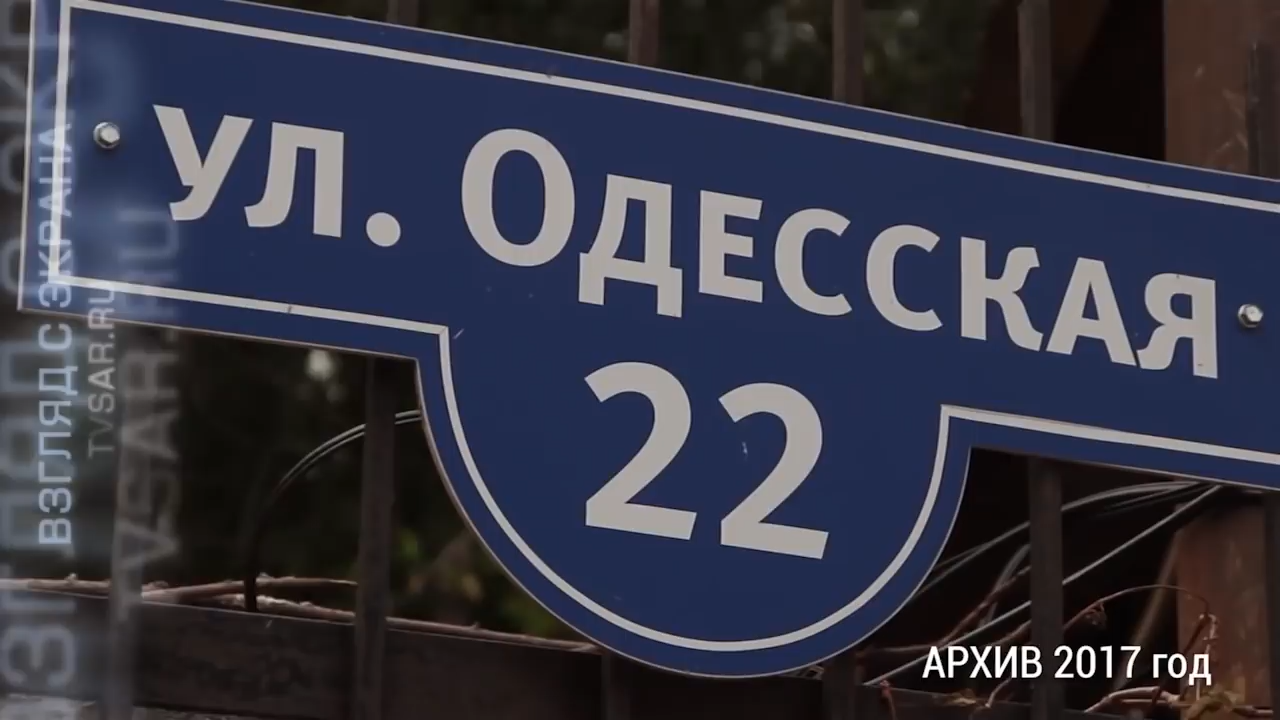 ул. Одесская
22
ВЗГЛЯД С ЭКРАНА
TVSAR.RU
АРХИВ 2017 год